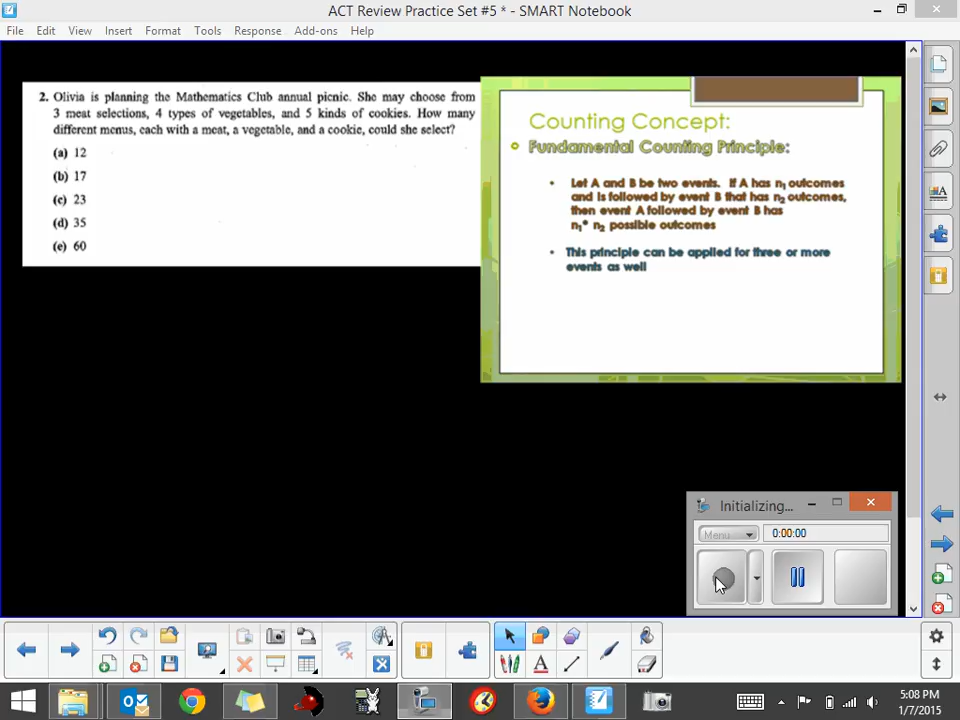 ACT Review Practice Set #5 * - SMART Notebook
File Edit View Insert Format Tools Response Add-ons Help
2. Olivia is planning the Mathematics Club annual picnic. She may choose from
3 meat selections, 4 types of vegetables, and 5 kinds of cookies. How many
different menus, each with a meat, a vegetable, and a cookie, could she select?
(a) 12
(b) 17
(c) 23
(d) 35
(e) 60
Counting Concept:
Fundamental Counting Principle:
• Let A and B be two events. If A has n₁ outcomes
and is followed by event B that has n₂ outcomes,
then event A followed by event B has
n₁* n₂ possible outcomes
• This principle can be applied for three or more
events as well
Initializing...
Menu
0:00:00
5:08 PM
1/7/2015